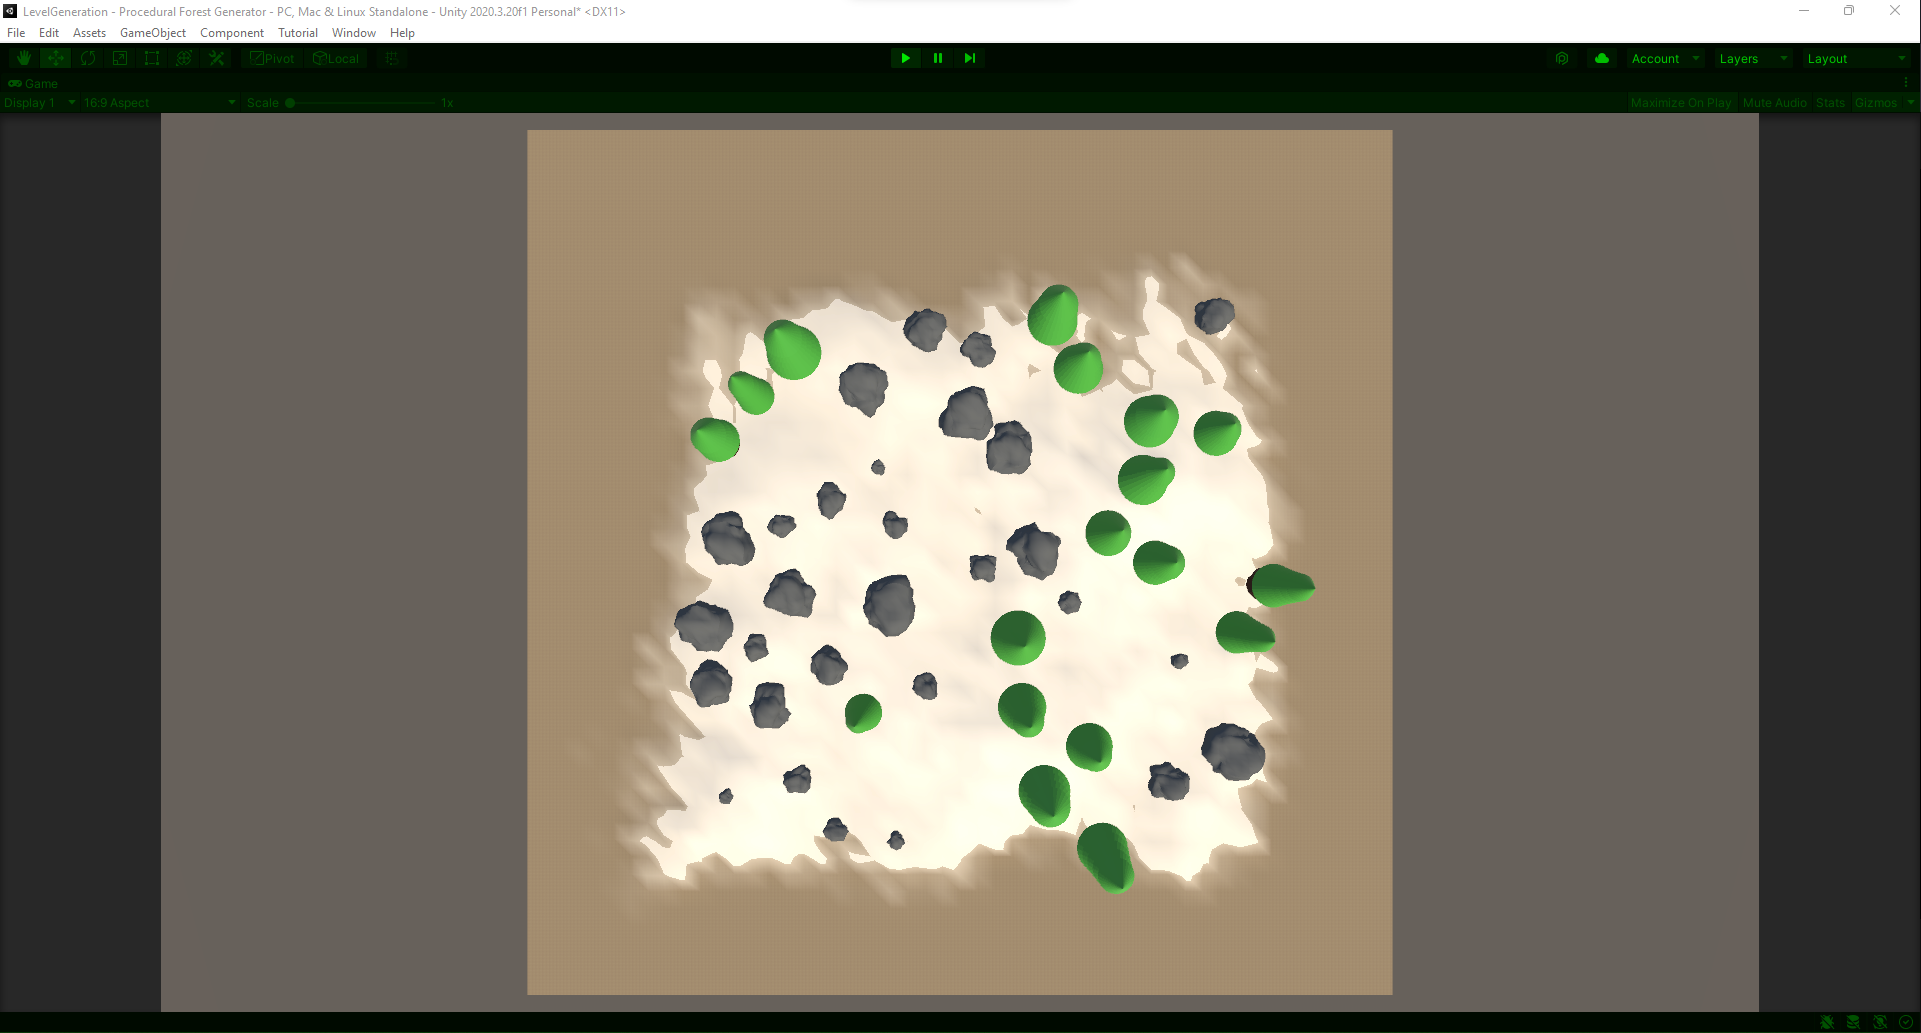 LevelGeneration - Procedural Forest Generator - PC, Mac & Linux Standalone - Unity 2020.3.20f1 Personal* <DX11>
File Edit Assets GameObject Component Tutorial Window Help
Pivot Local Account Layers Layout
Game
Display 1 16:9 Aspect Scale 1x Maximize On Play Mute Audio Stats Gizmos